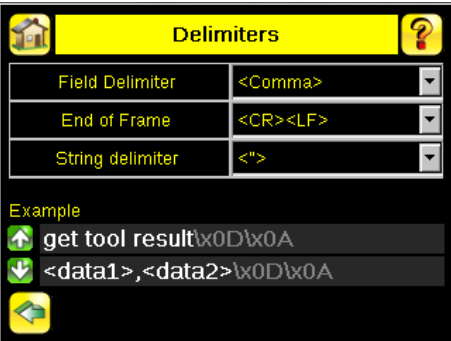 Delimiters
Field Delimiter <Comma>
End of Frame <CR><LF>
String delimiter <">
Example
get tool result\x0D\x0A
<data1>,<data2>\x0D\x0A